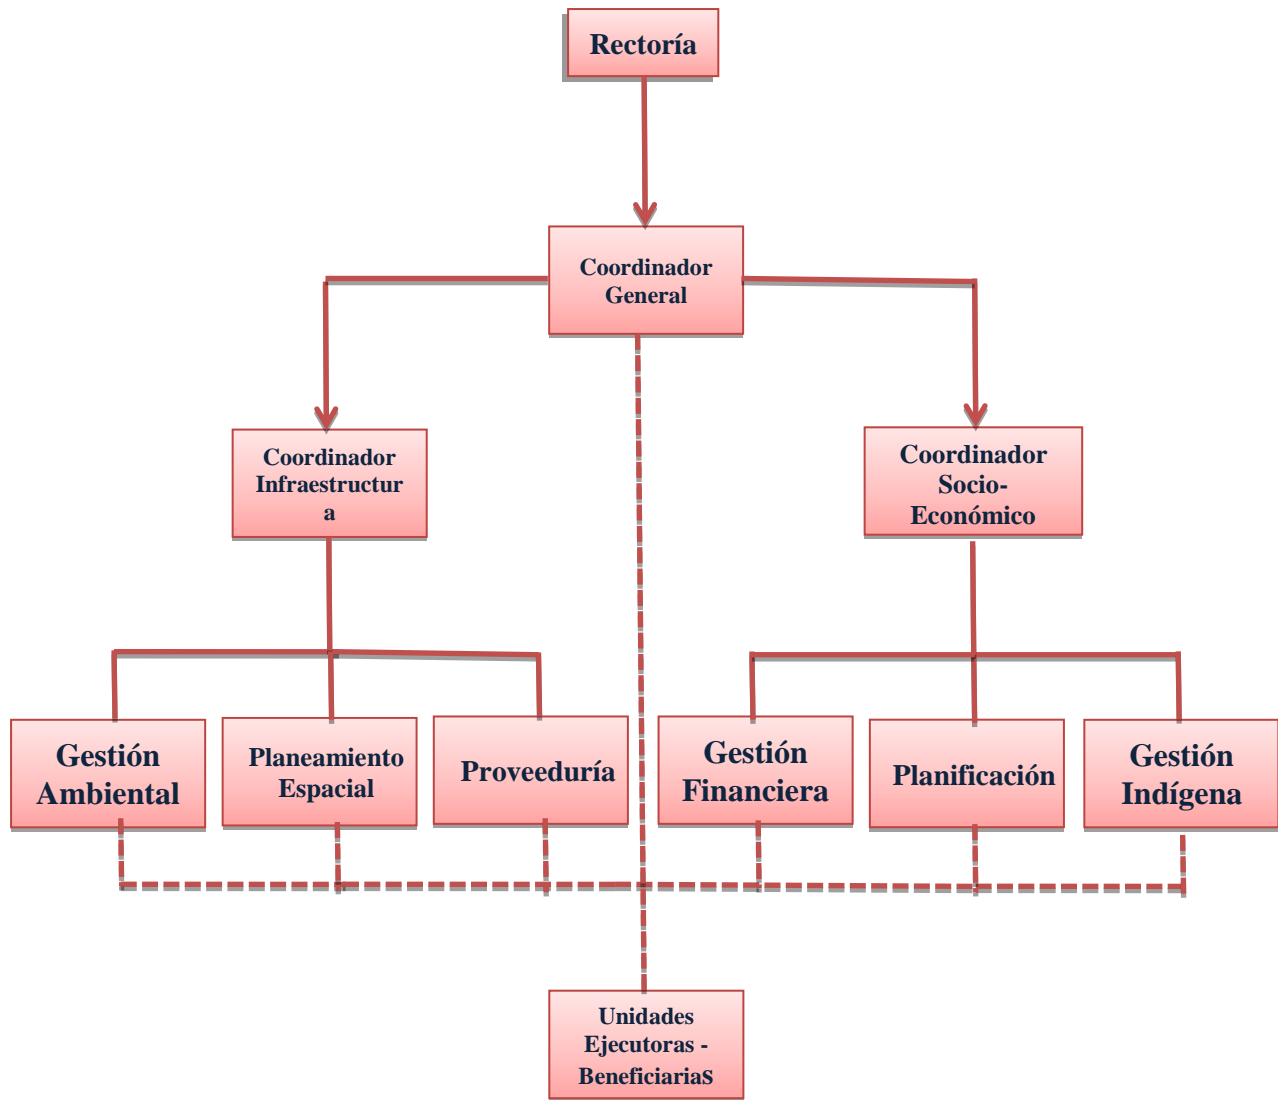 Rectoría
Coordinador
General
Coordinador
Infraestructur
a
Coordinador
Socio-
Económico
Gestión
Ambiental
Planeamiento
Espacial
Proveeduría
Gestión
Financiera
Planificación
Gestión
Indígena
Unidades
Ejecutoras -
Beneficiarias